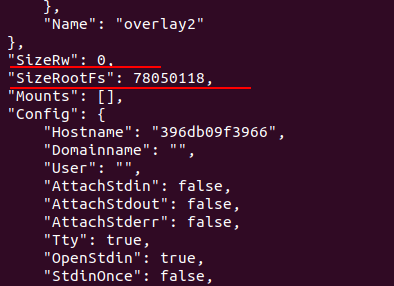 },
"Name": "overlay2"
},
"SizeRw": 0,
"SizeRootFs": 78050118,
"Mounts": [],
"Config": {
"Hostname": "396db09f3966",
"Domainname": "",
"User": "",
"AttachStdin": false,
"AttachStdout": false,
"AttachStderr": false,
"Tty": true,
"OpenStdin": true,
"StdinOnce": false,